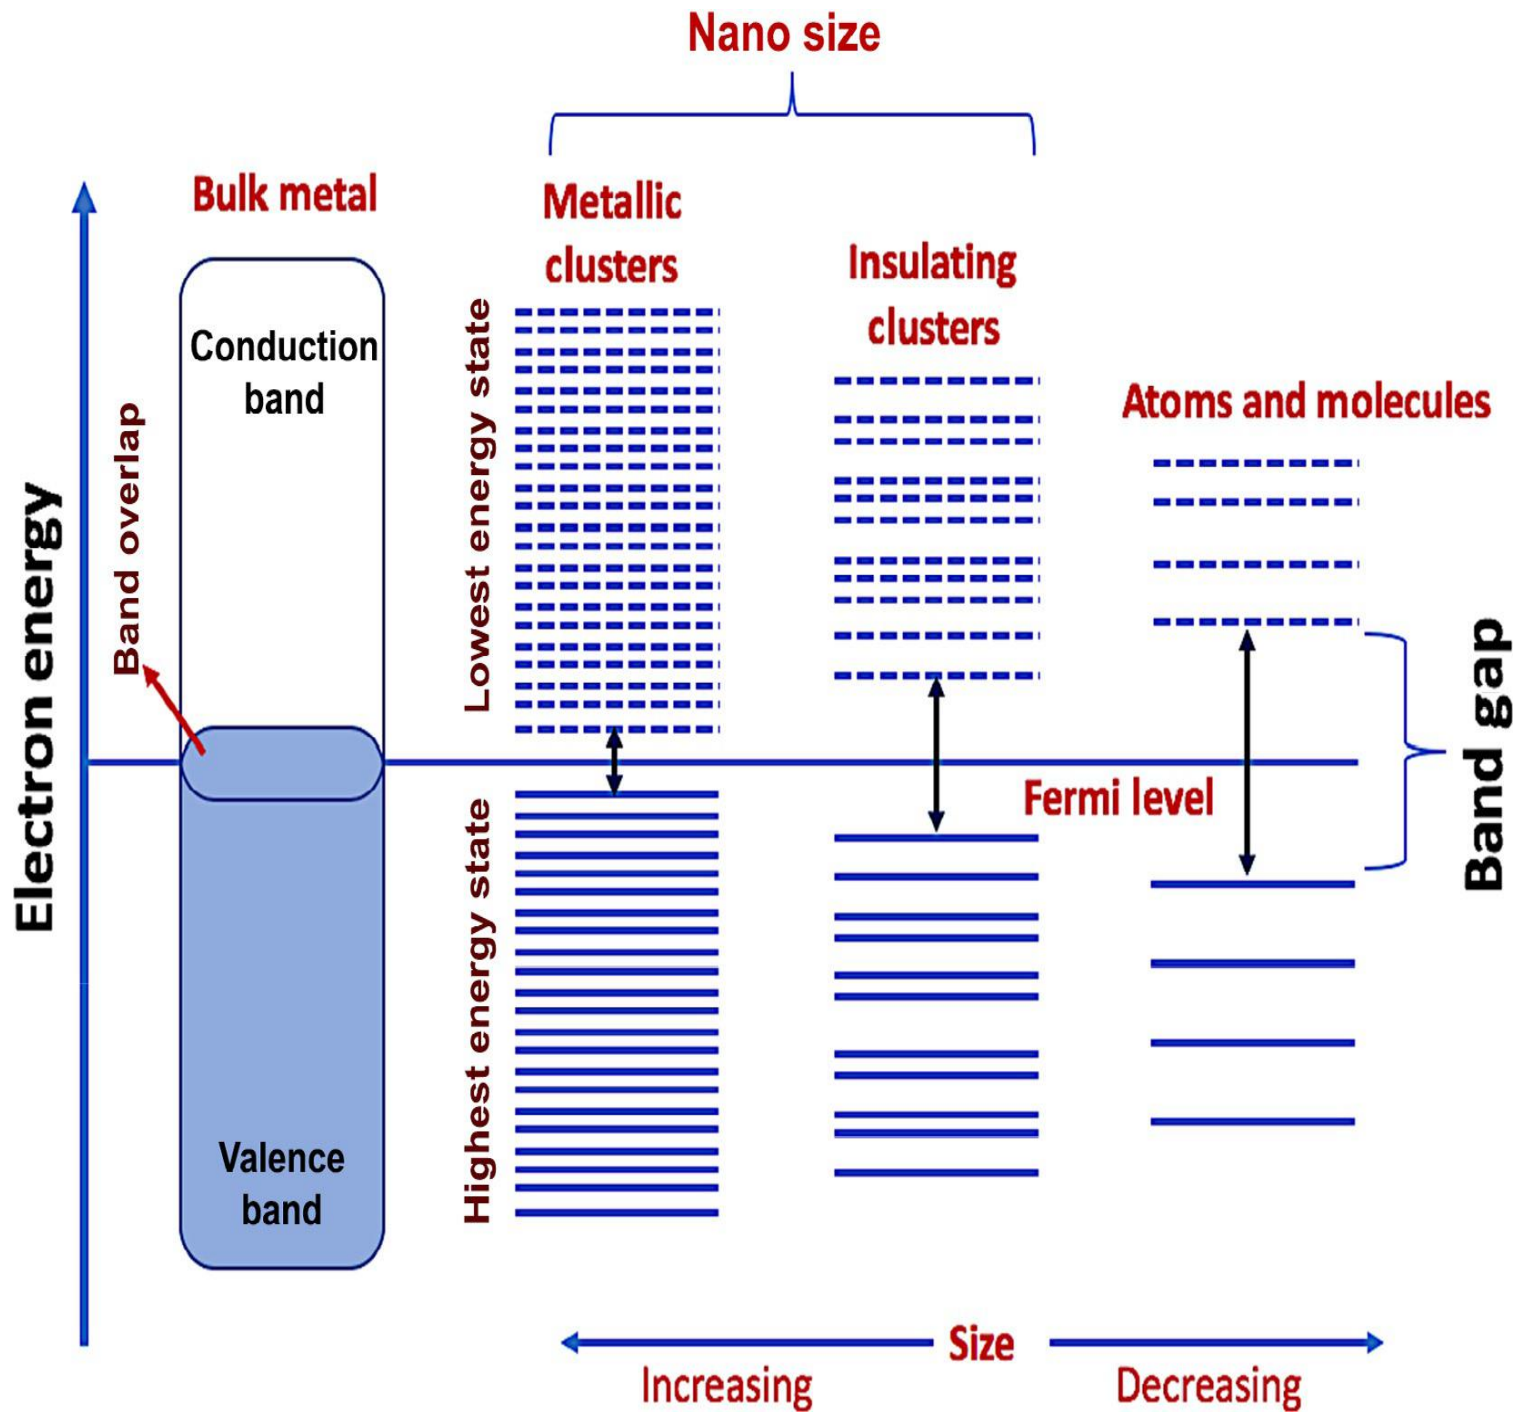 Nano size
Bulk metal
Metallic
clusters
Insulating
clusters
Atoms and molecules
Conduction
band
Band overlap
Electron energy
Lowest energy state
Highest energy state
Fermi level
Band gap
Valence
band
Size
Increasing
Decreasing